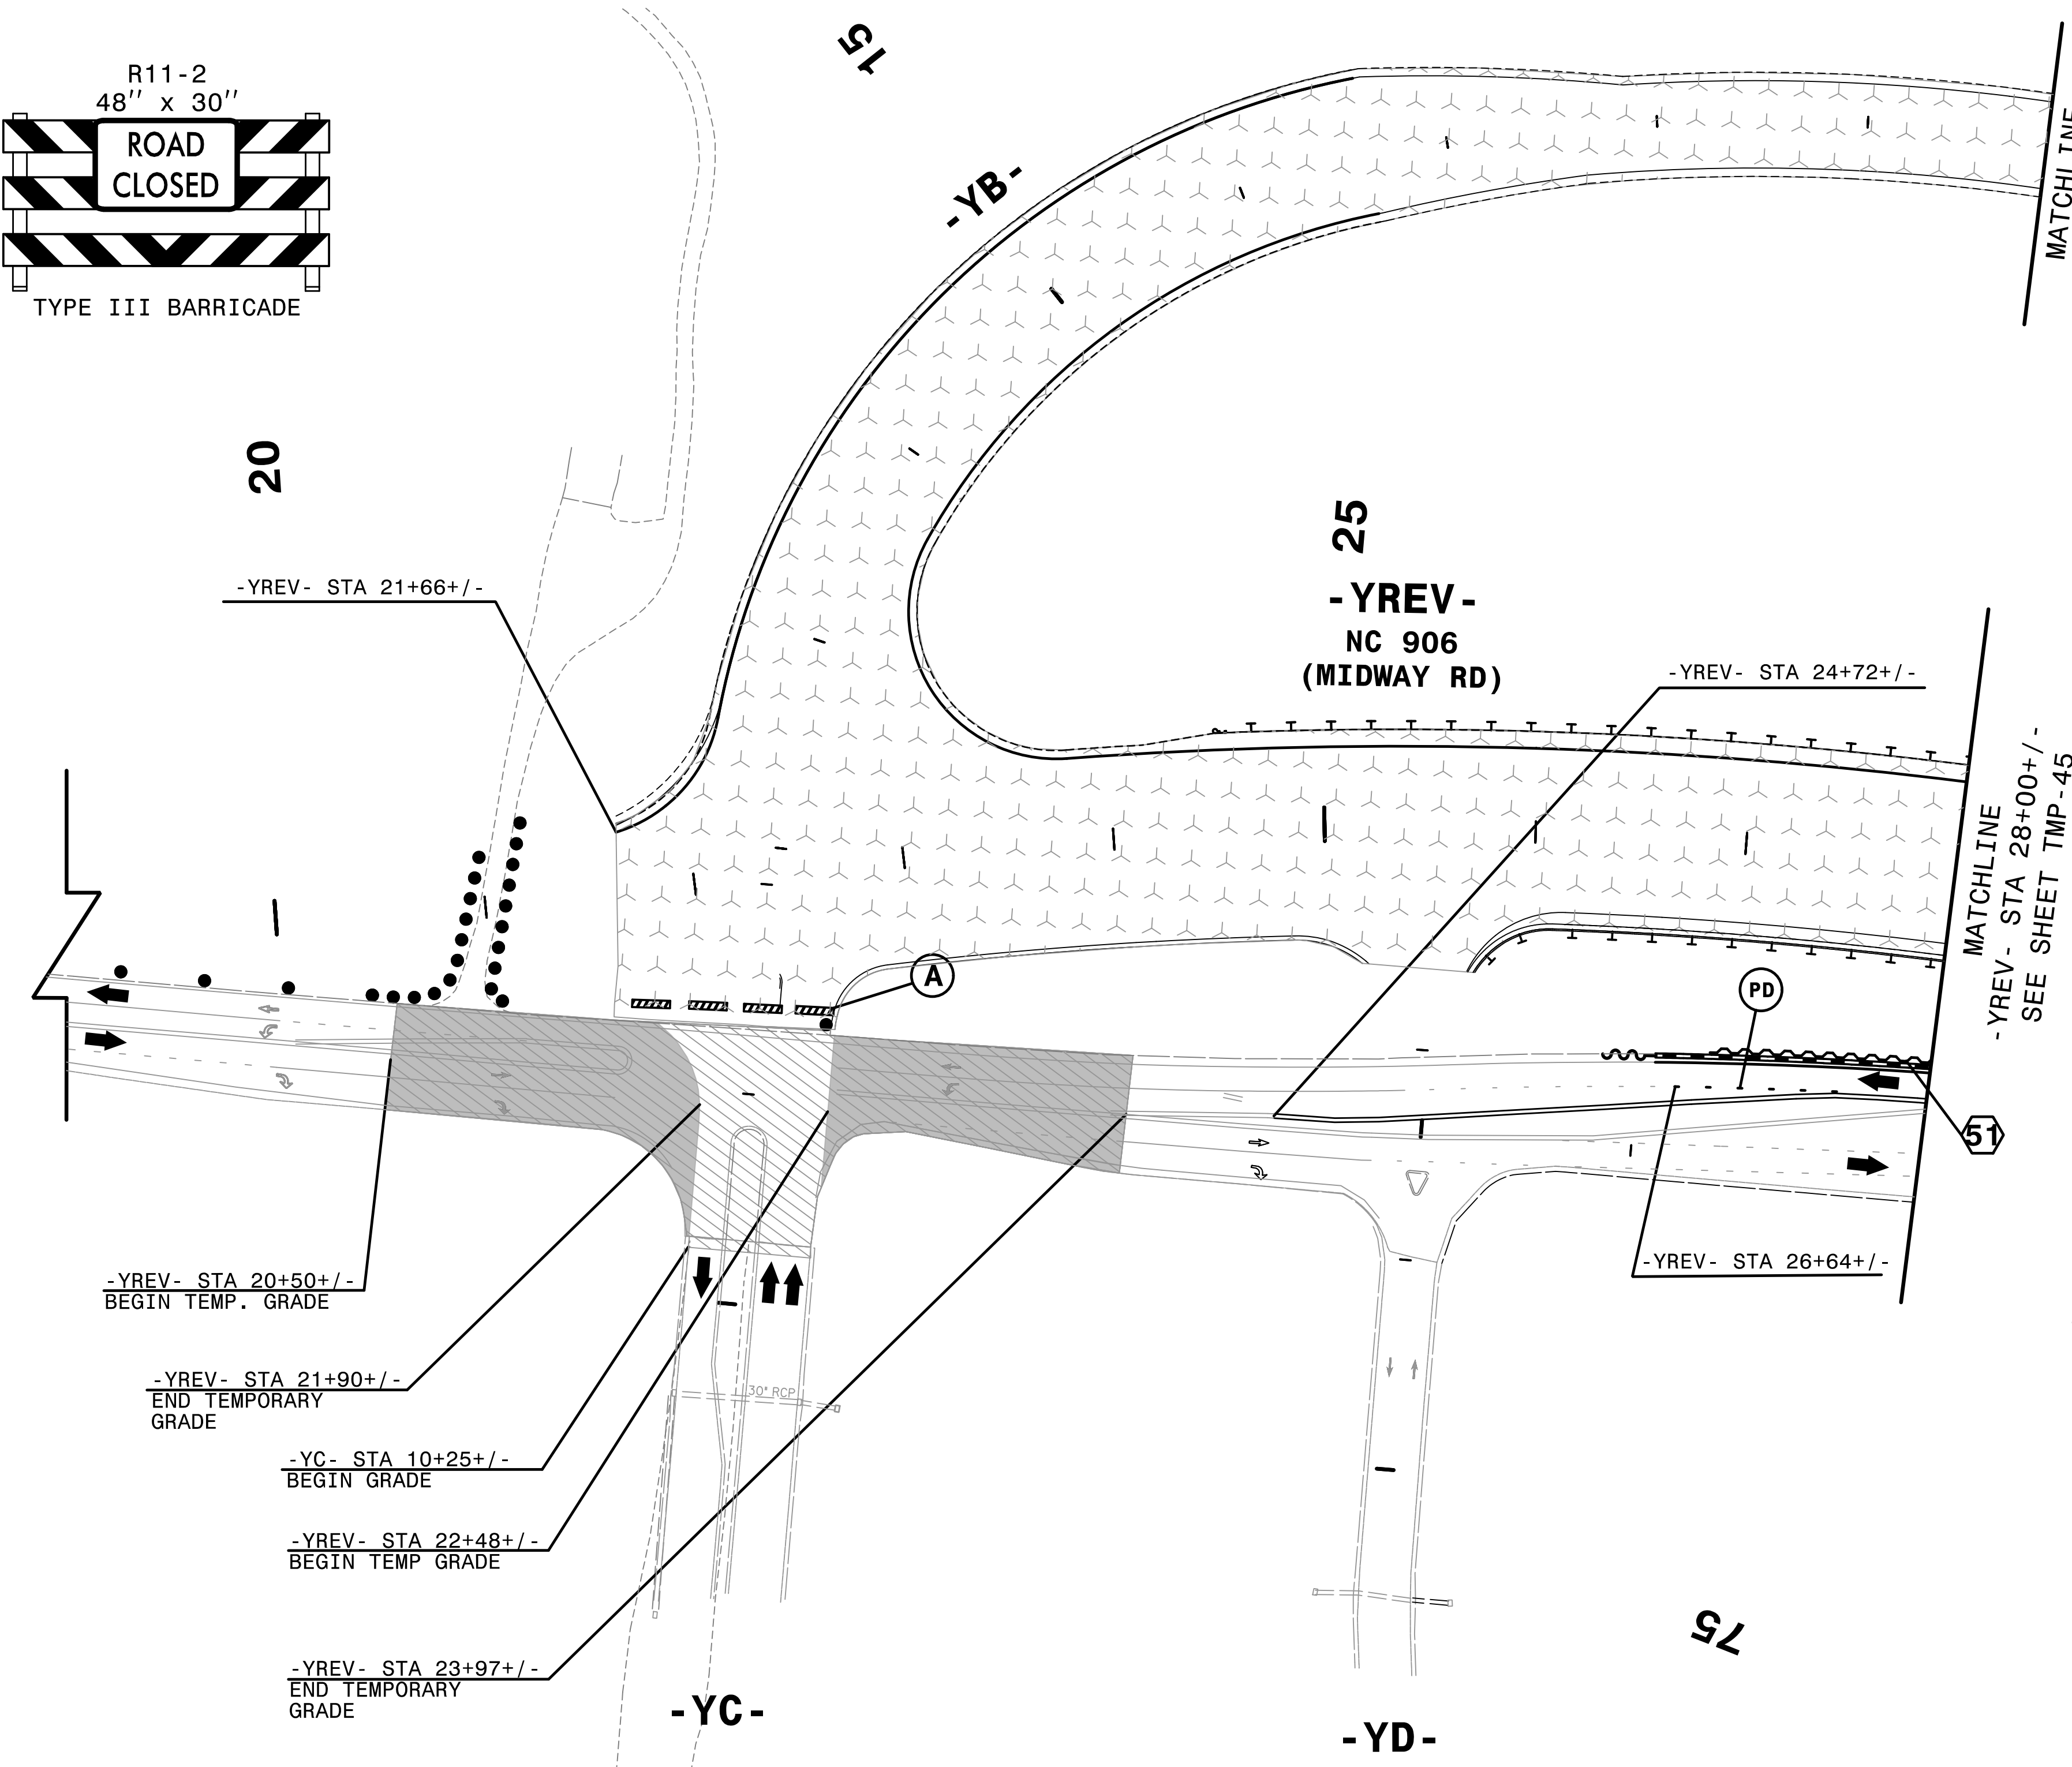 R11-2
48" x 30"
ROAD
CLOSED
TYPE III BARRICADE
15
-YB-
MATCHLINE
20
25
-YREV-
NC 906
(MIDWAY RD)
-YREV- STA 21+66+/-
-YREV- STA 24+72+/-
MATCHLINE
-YREV- STA 28+00+/-
SEE SHEET TMP-45
A
PD
51
-YREV- STA 26+64+/-
-YREV- STA 20+50+/-
BEGIN TEMP. GRADE
-YREV- STA 21+90+/-
END TEMPORARY
GRADE
30" RCP
-YC- STA 10+25+/-
BEGIN GRADE
-YREV- STA 22+48+/-
BEGIN TEMP GRADE
-YREV- STA 23+97+/-
END TEMPORARY
GRADE
75
-YC-
-YD-